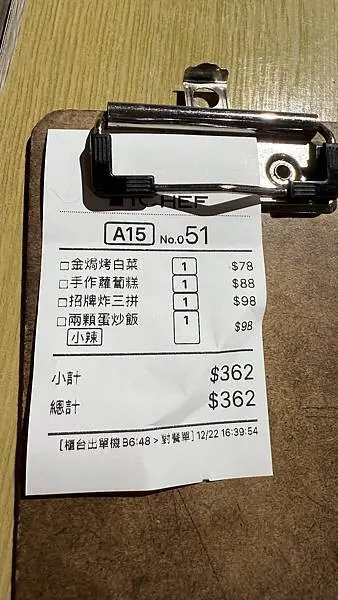 iCHEF
A15 No.051
□金焗烤白菜 1 $78
□手作蘿蔔糕 1 $88
□招牌炸三拼 1 $98
□兩顆蛋炒飯 1 $98
小辣
小計 $362
總計 $362
[櫃台出單機 B6:48 > 對餐單] 12/22 16:39:54